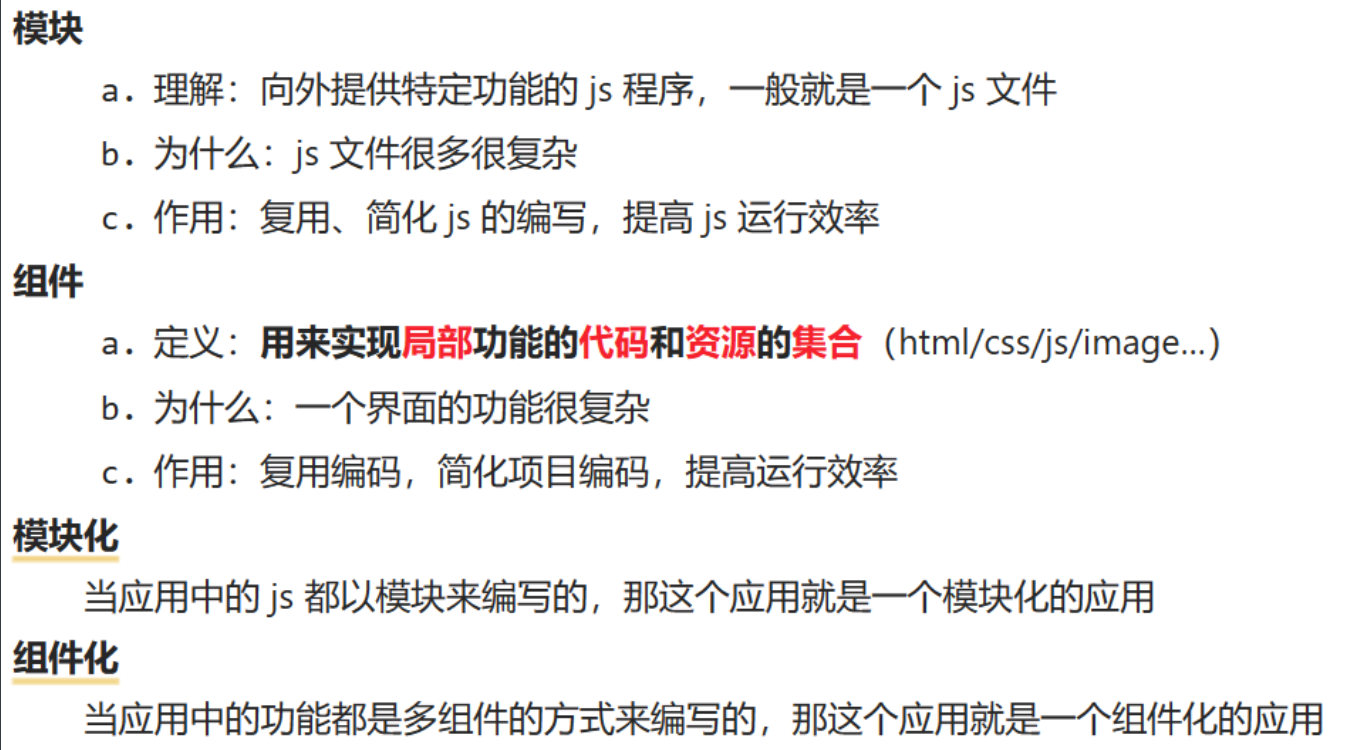 模块
a. 理解：向外提供特定功能的 js 程序，一般就是一个 js 文件
b. 为什么：js 文件很多很复杂
c. 作用：复用、简化 js 的编写，提高 js 运行效率
组件
a. 定义：用来实现局部功能的代码和资源的集合（html/css/js/image…）
b. 为什么：一个界面的功能很复杂
c. 作用：复用编码，简化项目编码，提高运行效率
模块化
当应用中的 js 都以模块来编写的，那这个应用就是一个模块化的应用
组件化
当应用中的功能都是多组件的方式来编写的，那这个应用就是一个组件化的应用